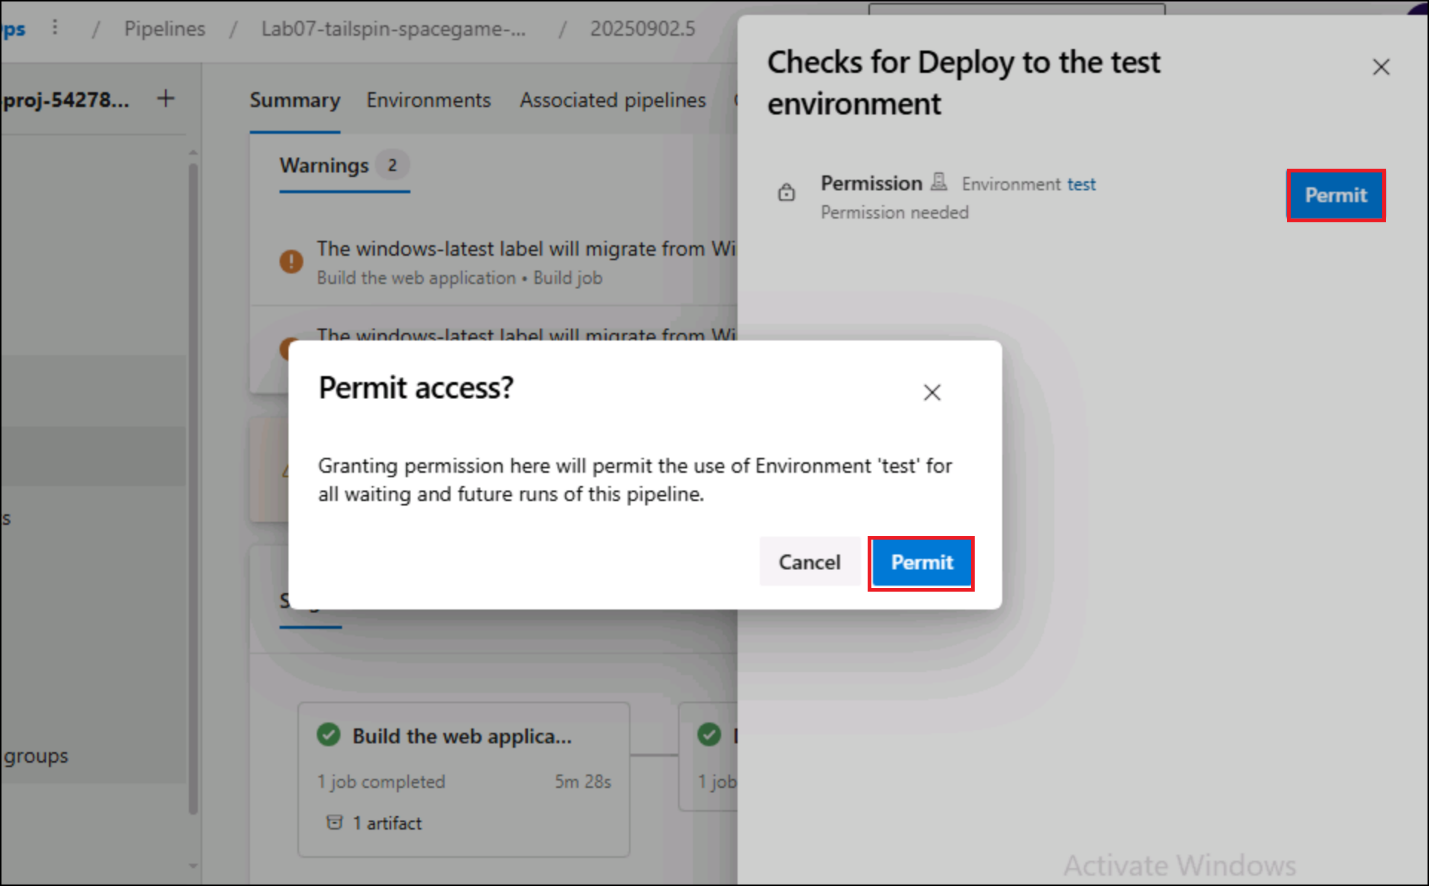 ps / Pipelines / Lab07-tailspin-spacegame-... / 20250902.5
proj-54278... +
Summary Environments Associated pipelines
Warnings 2
The windows-latest label will migrate from Wi
Build the web application • Build job
The windows-latest label will migrate from Wi
Checks for Deploy to the test
environment
Permission Environment test
Permission needed
Permit
Permit access?
Granting permission here will permit the use of Environment 'test' for
all waiting and future runs of this pipeline.
Cancel Permit
s
groups
Build the web applica...
1 job completed 5m 28s
1 artifact
1 job
Activate Windows